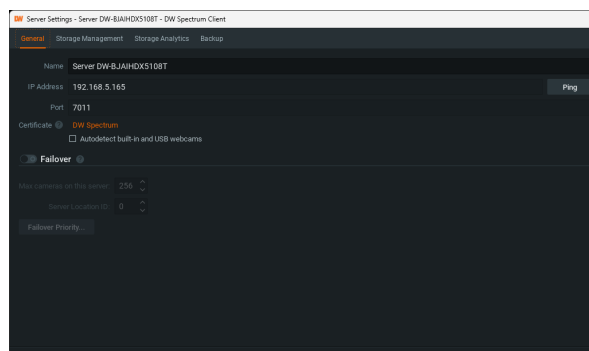 DW Server Settings - Server DW-BJAIHDX5108T - DW Spectrum Client
General Storage Management Storage Analytics Backup
Name Server DW-BJAIHDX5108T
IP Address 192.168.5.165 Ping
Port 7011
Certificate ? DW Spectrum
Autodetect built-in and USB webcams
Failover ?
Max cameras on this server: 256
Server Location ID: 0
Failover Priority...